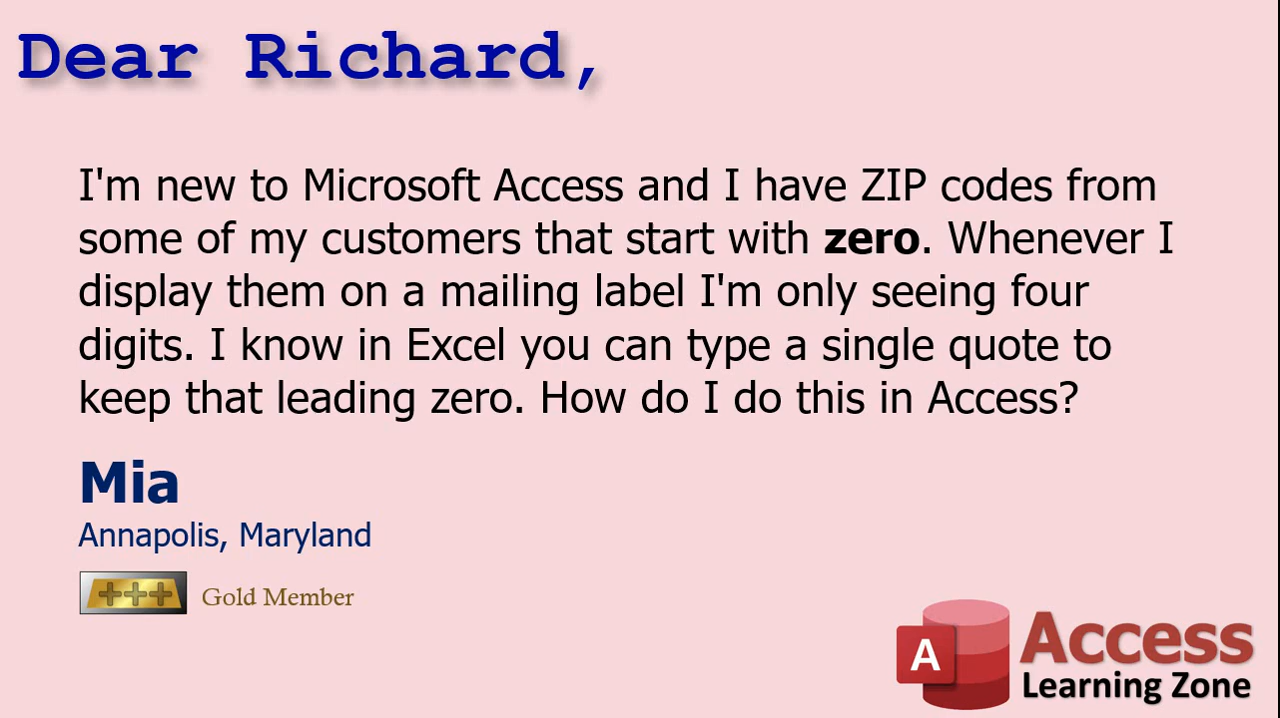 Dear Richard,
I'm new to Microsoft Access and I have ZIP codes from
some of my customers that start with zero. Whenever I
display them on a mailing label I'm only seeing four
digits. I know in Excel you can type a single quote to
keep that leading zero. How do I do this in Access?
Mia
Annapolis, Maryland
+++ Gold Member
A Access
Learning Zone